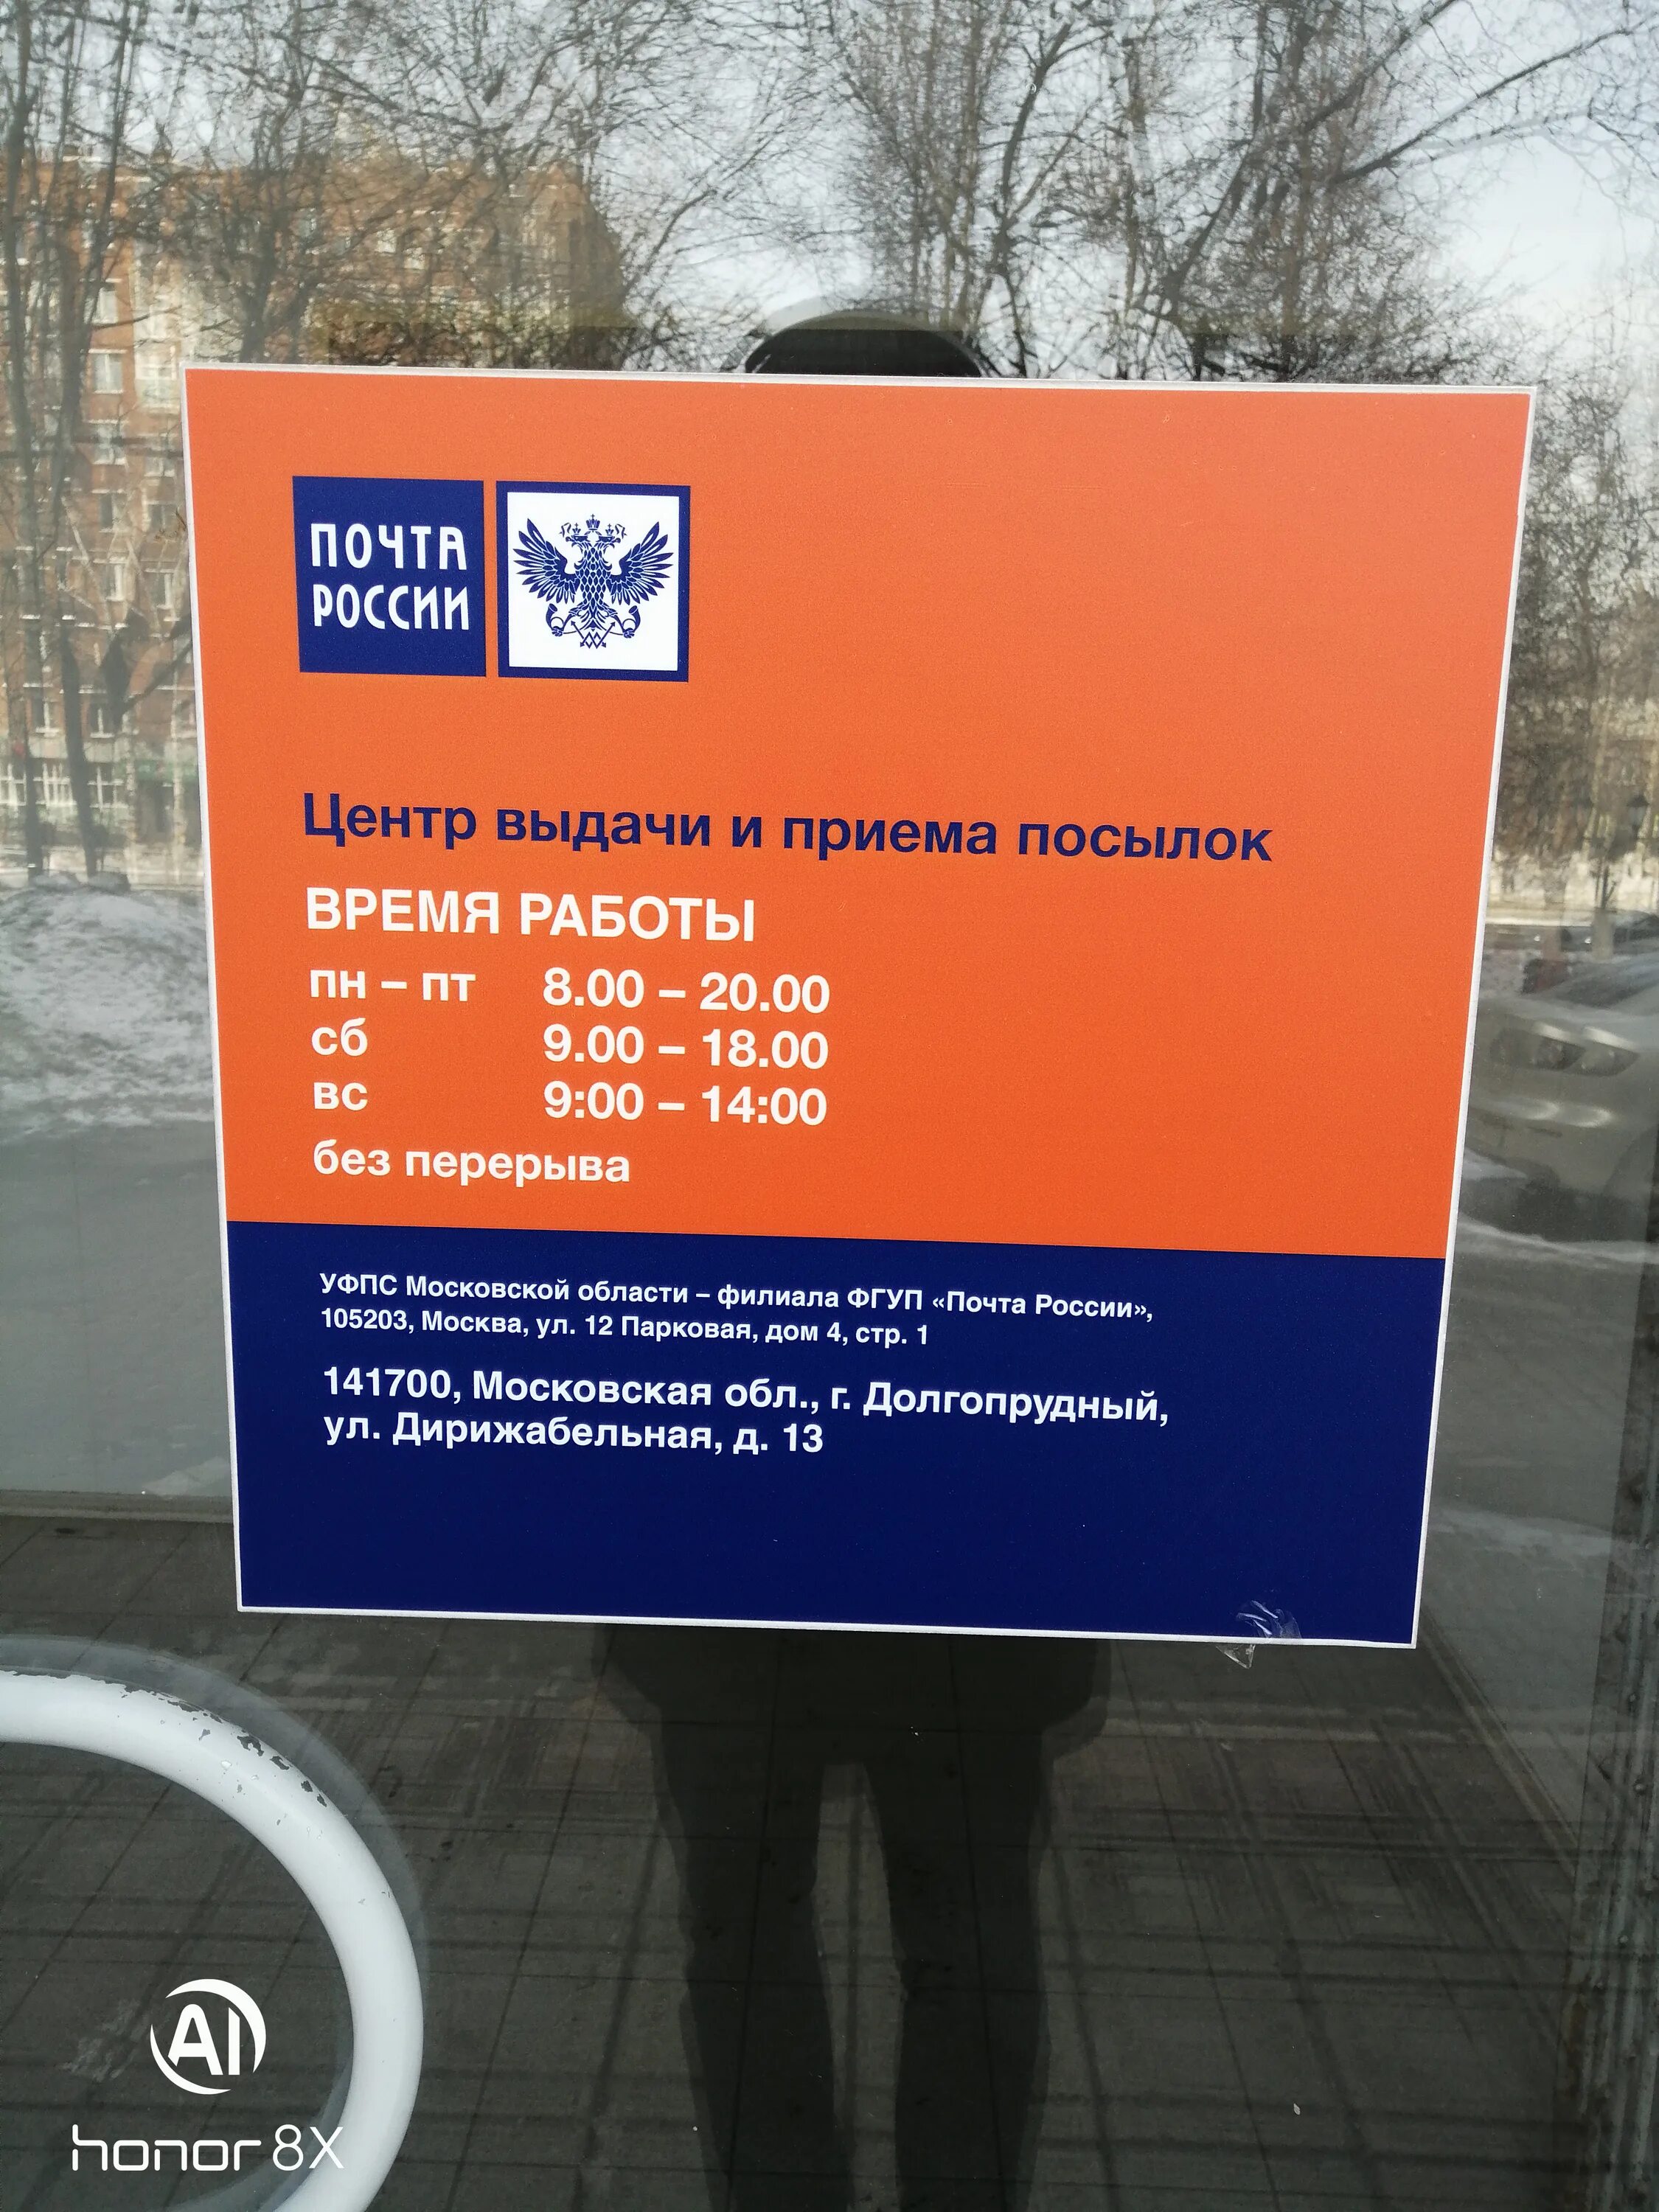 ПОЧТА
РОССИИ
Центр выдачи и приема посылок
ВРЕМЯ РАБОТЫ
пн – пт 8.00 – 20.00
сб 9.00 – 18.00
вс 9:00 – 14:00
без перерыва
УФПС Московской области – филиала ФГУП «Почта России»,
105203, Москва, ул. 12 Парковая, дом 4, стр. 1
141700, Московская обл., г. Долгопрудный,
ул. Дирижабельная, д. 13
AI
honor 8X